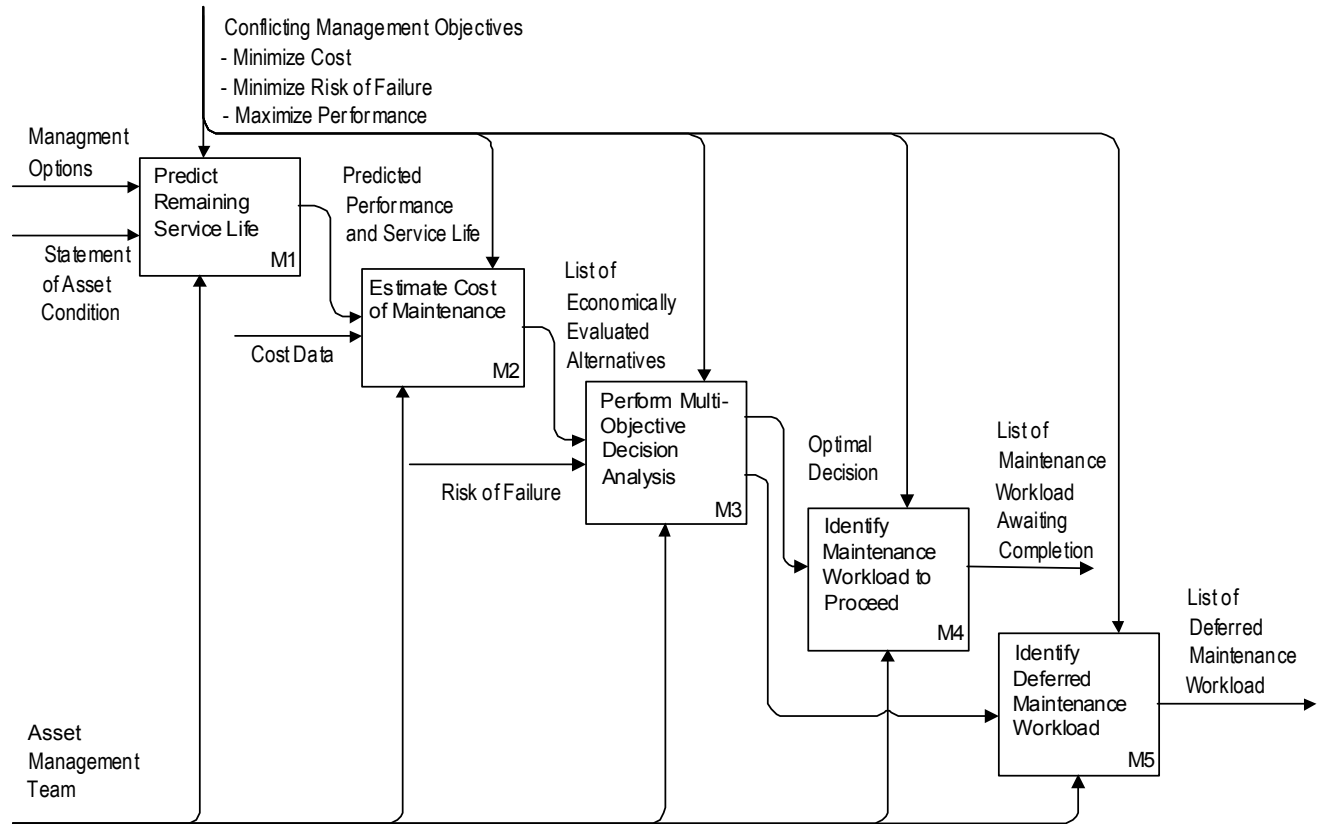 Conflicting Management Objectives
- Minimize Cost
- Minimize Risk of Failure
- Maximize Performance
Managment
Options
Statement
of Asset
Condition
Predict
Remaining
Service Life
M1
Predicted
Performance
and Service Life
Cost Data
Estimate Cost
of Maintenance
M2
List of
Economically
Evaluated
Alternatives
Risk of Failure
Perform Multi-
Objective
Decision
Analysis
M3
Optimal
Decision
Identify
Maintenance
Workload to
Proceed
M4
List of
Maintenance
Workload
Awaiting
Completion
Identify
Deferred
Maintenance
Workload
M5
List of
Deferred
Maintenance
Workload
Asset
Management
Team